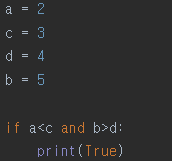 a = 2
c = 3
d = 4
b = 5

if a<c and b>d:
    print(True)